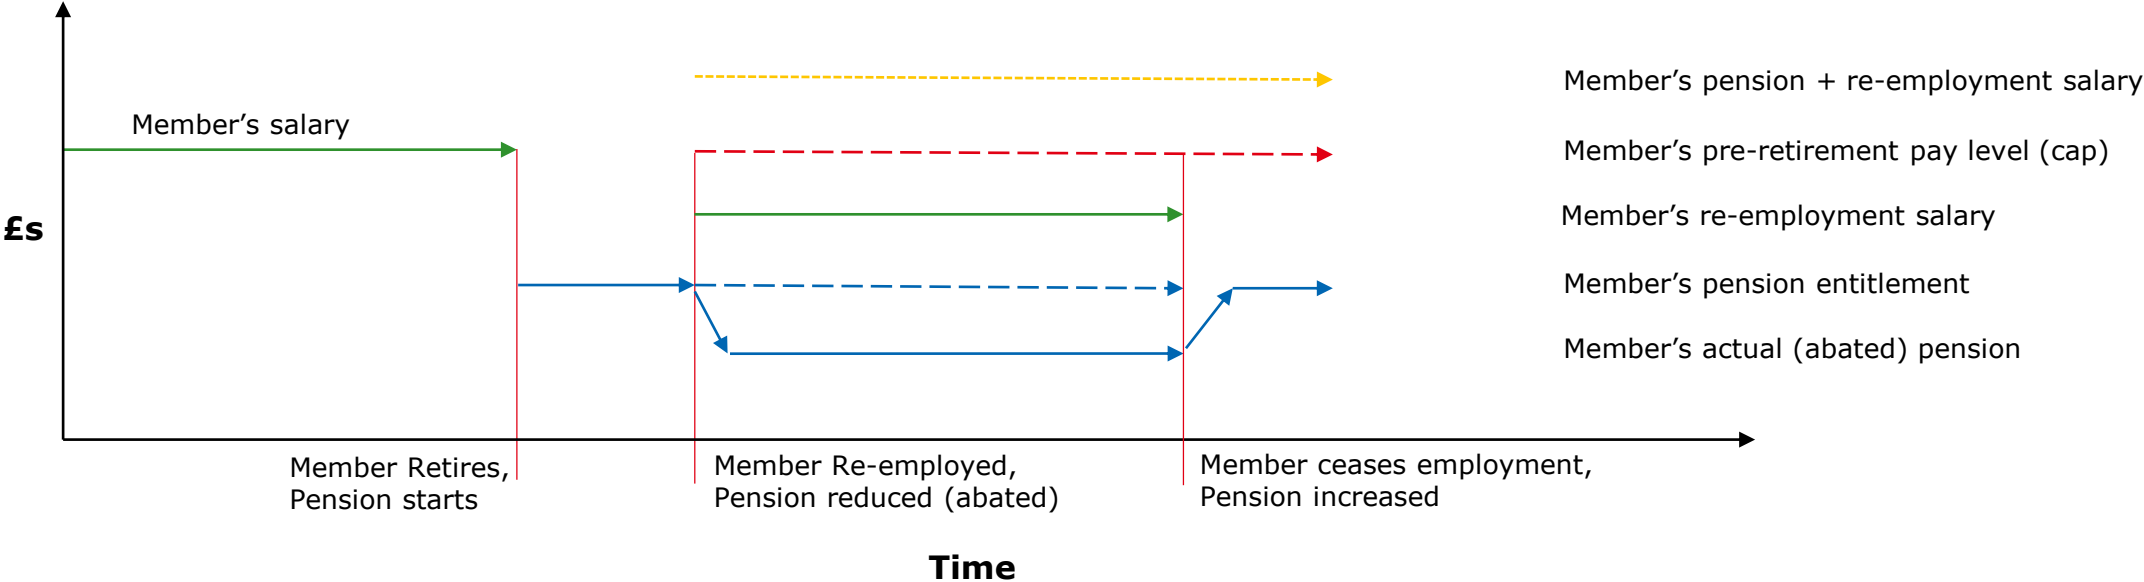 Member’s pension + re-employment salary
Member’s salary
Member’s pre-retirement pay level (cap)
Member’s re-employment salary
£s
Member’s pension entitlement
Member’s actual (abated) pension
Member Retires,
Pension starts
Member Re-employed,
Pension reduced (abated)
Member ceases employment,
Pension increased
Time